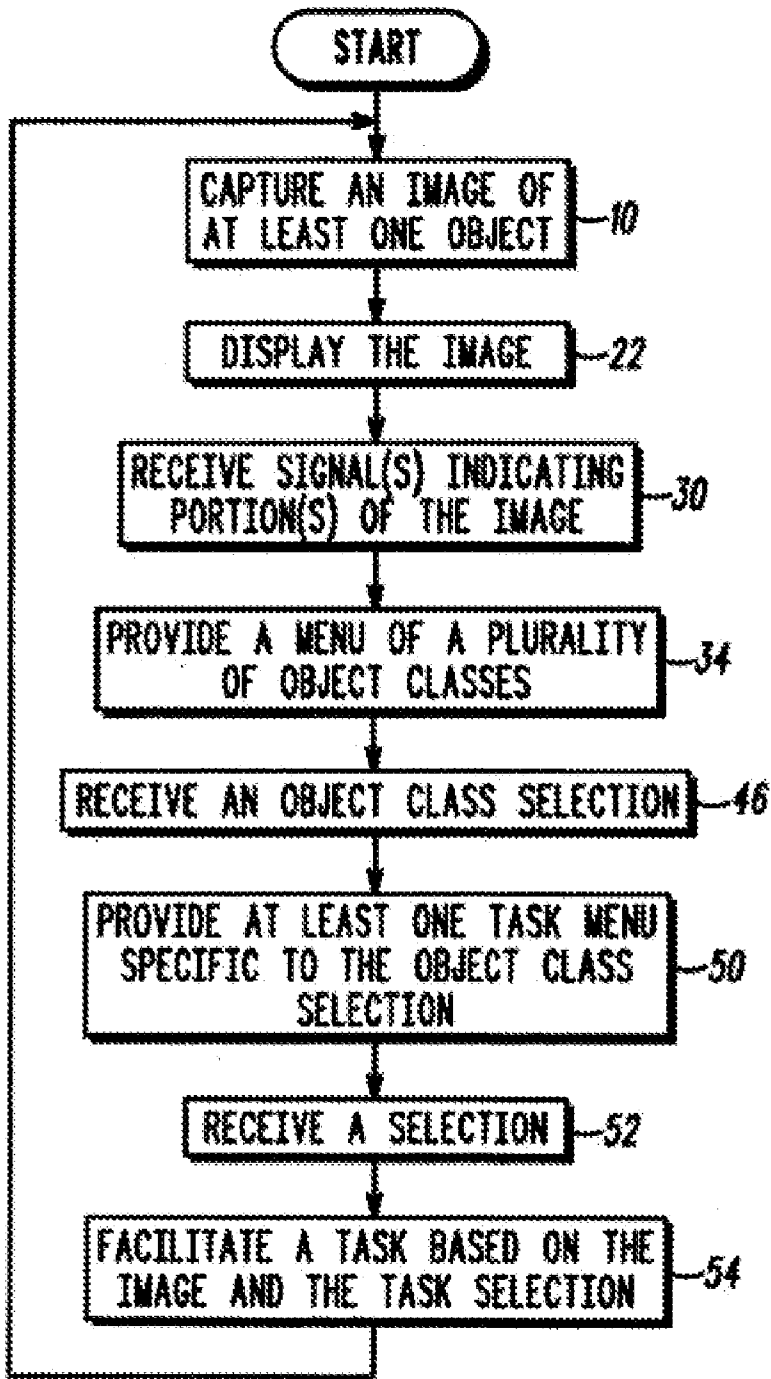 START
CAPTURE AN IMAGE OF
AT LEAST ONE OBJECT
10
DISPLAY THE IMAGE
22
RECEIVE SIGNAL(S) INDICATING
PORTION(S) OF THE IMAGE
30
PROVIDE A MENU OF A PLURALITY
OF OBJECT CLASSES
34
RECEIVE AN OBJECT CLASS SELECTION
46
PROVIDE AT LEAST ONE TASK MENU
SPECIFIC TO THE OBJECT CLASS
SELECTION
50
RECEIVE A SELECTION
52
FACILITATE A TASK BASED ON THE
IMAGE AND THE TASK SELECTION
54